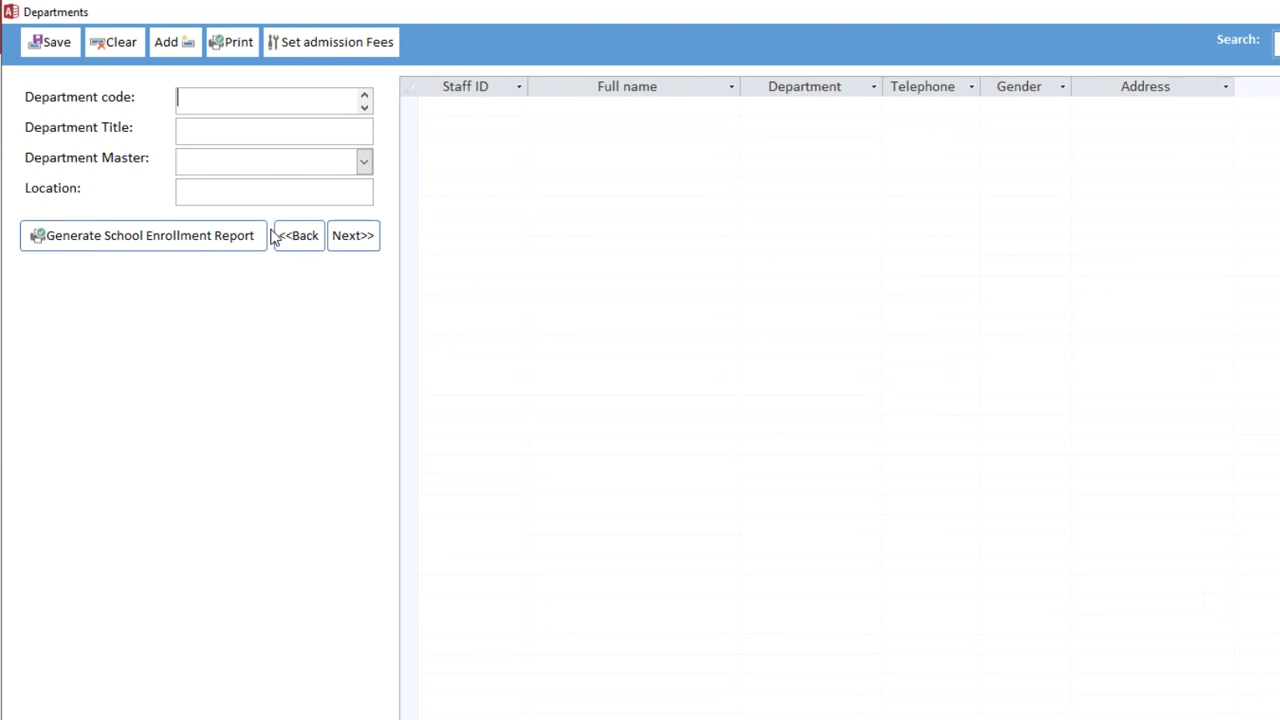 Departments
Save Clear Add Print Set admission Fees Search:
Department code:
Department Title:
Department Master:
Location:
Generate School Enrollment Report <<Back Next>>
Staff ID Full name Department Telephone Gender Address